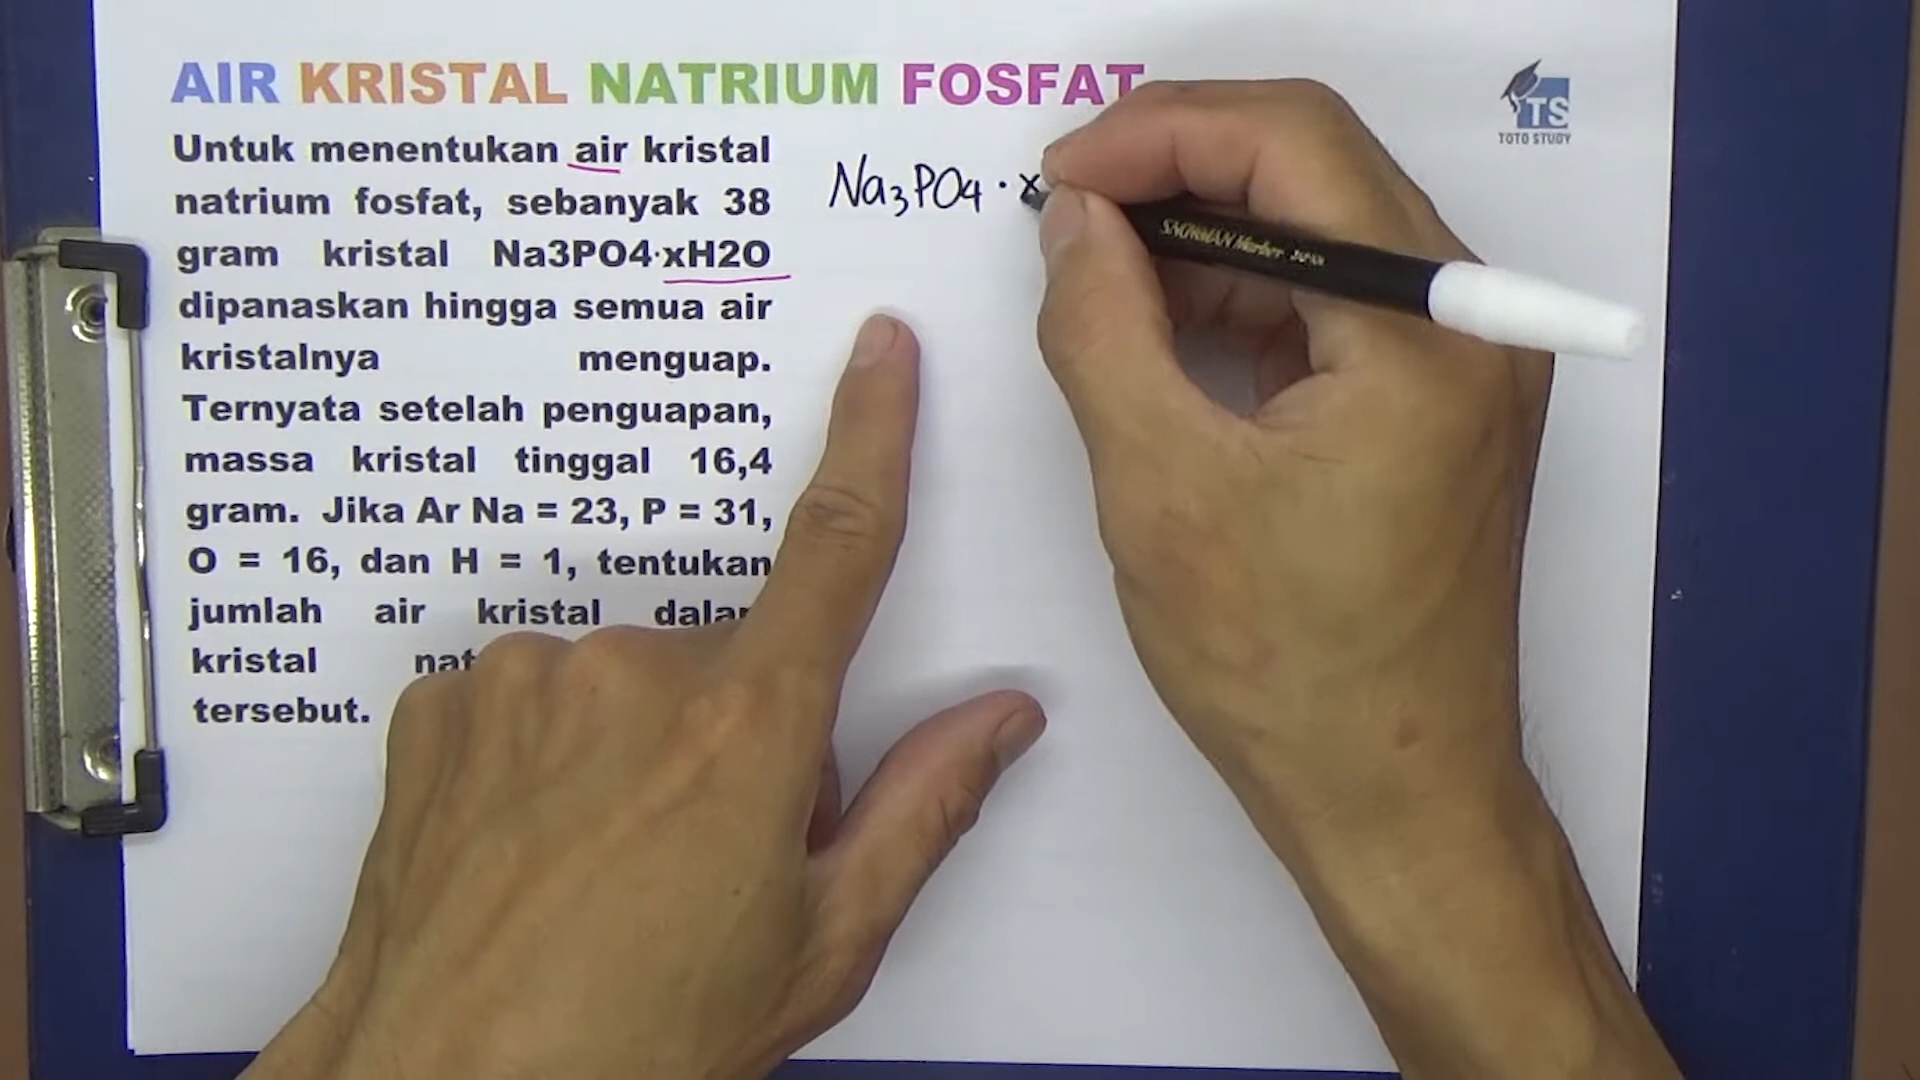 AIR KRISTAL NATRIUM FOSFAT
Untuk menentukan air kristal
natrium fosfat, sebanyak 38
gram kristal Na3PO4·xH2O
dipanaskan hingga semua air
kristalnya menguap.
Ternyata setelah penguapan,
massa kristal tinggal 16,4
gram. Jika Ar Na = 23, P = 31,
O = 16, dan H = 1, tentukan
jumlah air kristal
kristal
tersebut.
Na₃PO₄ · x
TS
TOTO STUDY
SNOWMAN Marker JAPAN